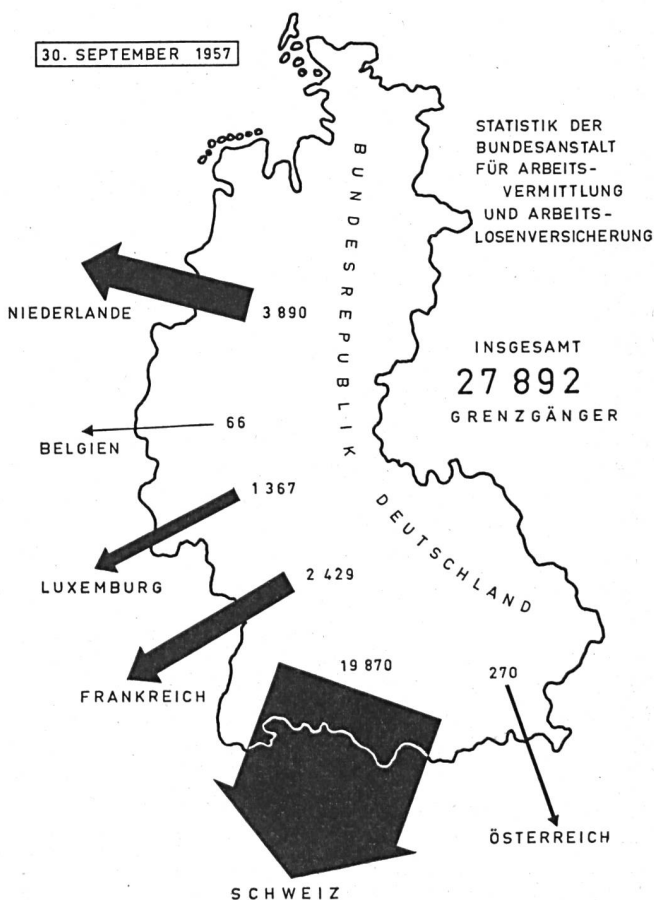 30. SEPTEMBER 1957
STATISTIK DER
BUNDESANSTALT
FÜR ARBEITS-
VERMITTLUNG
UND ARBEITS-
LOSENVERSICHERUNG
BUNDESREPUBLIK
DEUTSCHLAND
NIEDERLANDE
3 890
INSGESAMT
27 892
GRENZGÄNGER
66
BELGIEN
1 367
LUXEMBURG
2 429
FRANKREICH
19 870
270
ÖSTERREICH
SCHWEIZ